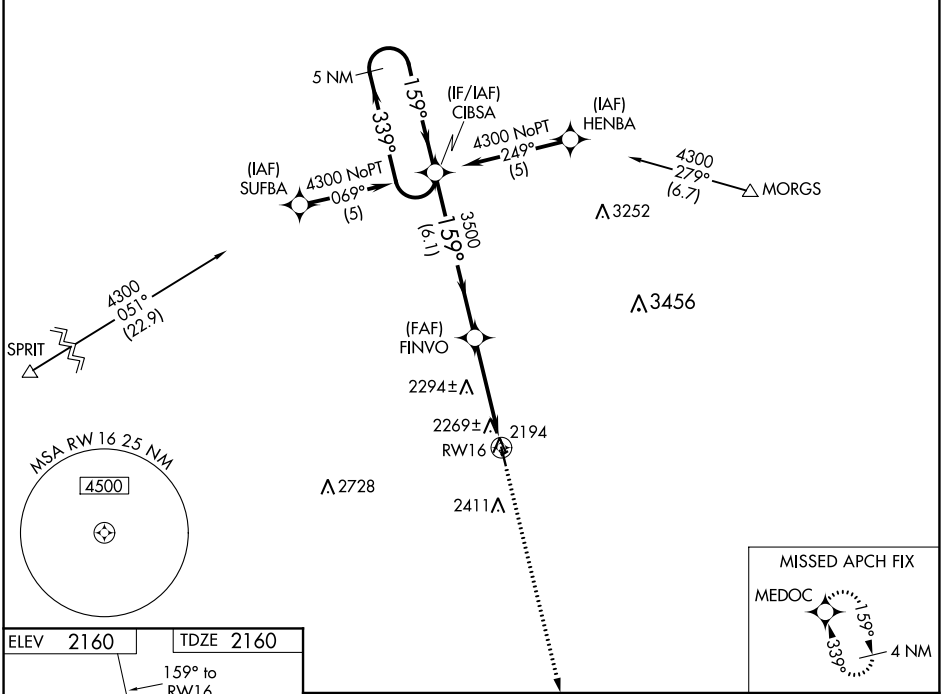 5 NM
159°
339°
(IF/IAF)
CIBSA
(IAF)
HENBA
4300 NoPT
249°
(5)
4300
279°
(6.7)
MORGS
(IAF)
SUFBA
4300 NoPT
069°
(5)
3252
3500
159°
(6.1)
3456
4300
051°
(22.9)
SPRIT
(FAF)
FINVO
2294±
2269±
2194
RW16
MSA RW 16 25 NM
4500
2728
2411
MISSED APCH FIX
MEDOC
159°
339°
4 NM
ELEV 2160
TDZE 2160
159° to
RW16